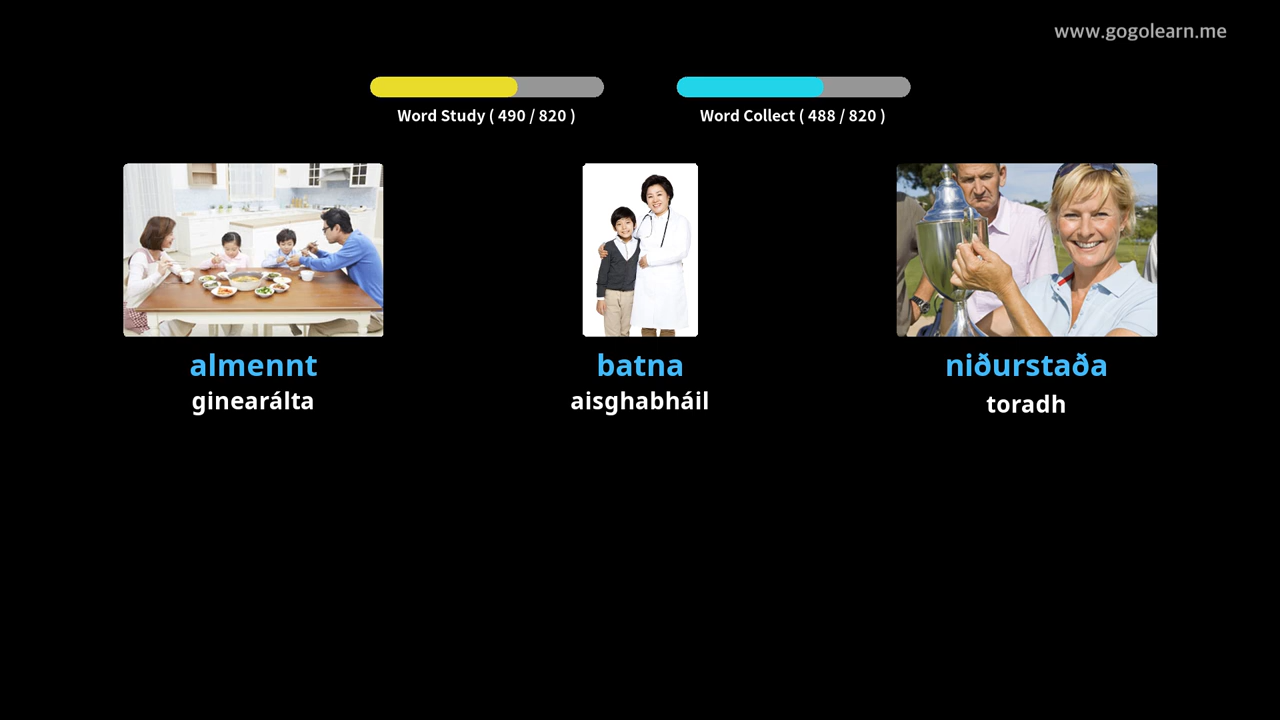 www.gogolearn.me
Word Study ( 490 / 820 )
Word Collect ( 488 / 820 )
almennt
ginearálta
batna
aisghabháil
niðurstaða
toradh